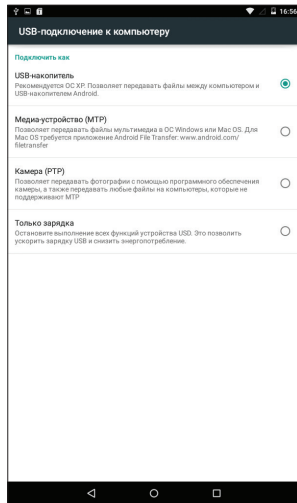 16:56
USB-подключение к компьютеру
Подключить как
USB-накопитель
Рекомендуется ОС XP. Позволяет передавать файлы между компьютером и
USB-накопителем Android.
Медиа-устройство (MTP)
Позволяет передавать файлы мультимедиа в ОС Windows или Mac OS. Для
Mac OS требуется приложение Android File Transfer: www.android.com/
filetransfer
Камера (PTP)
Позволяет передавать фотографии с помощью программного обеспечения
камеры, а также передавать любые файлы на компьютеры, которые не
поддерживают MTP
Только зарядка
Остановите выполнение всех функций устройства USD. Это позволить
ускорить зарядку USB и снизить энергопотребление.